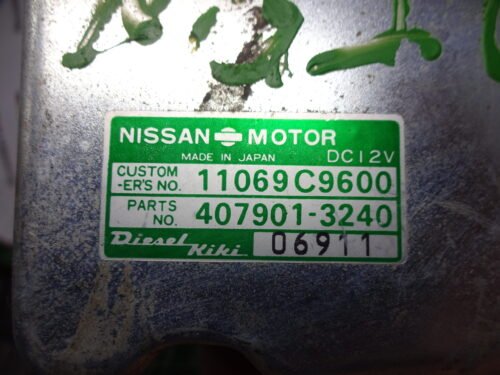 NISSAN MOTOR
MADE IN JAPAN DC12V
CUSTOM
-ER'S NO. 11069C9600
PARTS
NO. 407901-3240
Diesel Kiki 06911